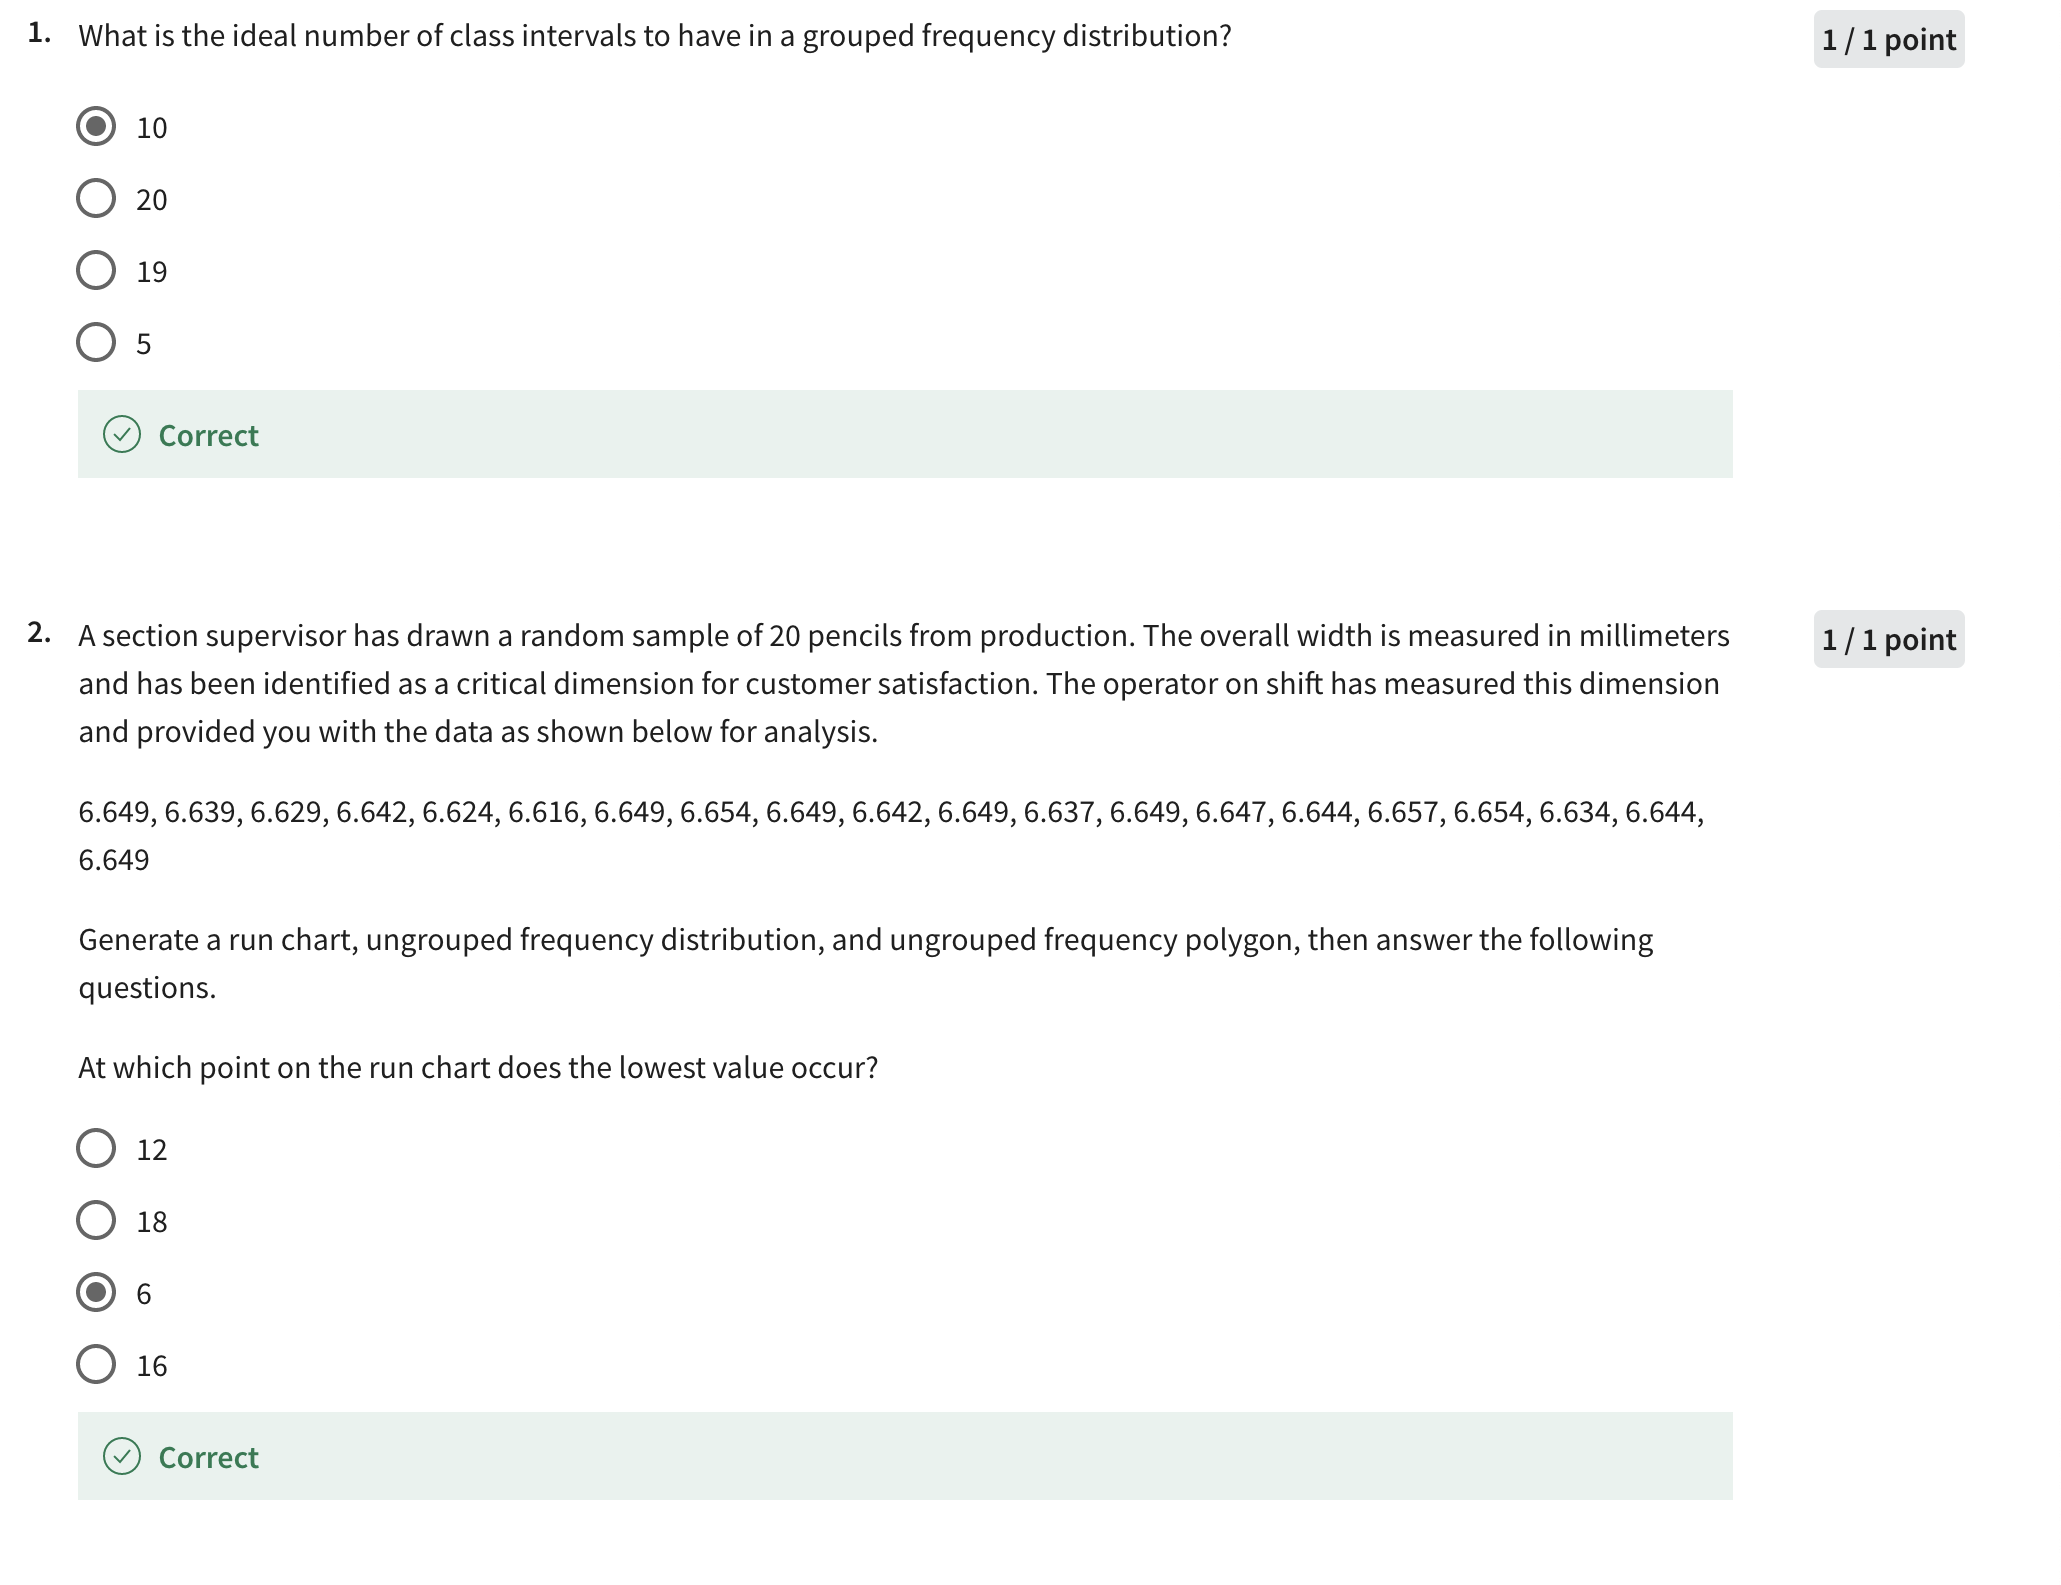 1. What is the ideal number of class intervals to have in a grouped frequency distribution?
1 / 1 point
10
20
19
5
Correct
2. A section supervisor has drawn a random sample of 20 pencils from production. The overall width is measured in millimeters
1 / 1 point
and has been identified as a critical dimension for customer satisfaction. The operator on shift has measured this dimension
and provided you with the data as shown below for analysis.
6.649, 6.639, 6.629, 6.642, 6.624, 6.616, 6.649, 6.654, 6.649, 6.642, 6.649, 6.637, 6.649, 6.647, 6.644, 6.657, 6.654, 6.634, 6.644,
6.649
Generate a run chart, ungrouped frequency distribution, and ungrouped frequency polygon, then answer the following
questions.
At which point on the run chart does the lowest value occur?
12
18
6
16
Correct